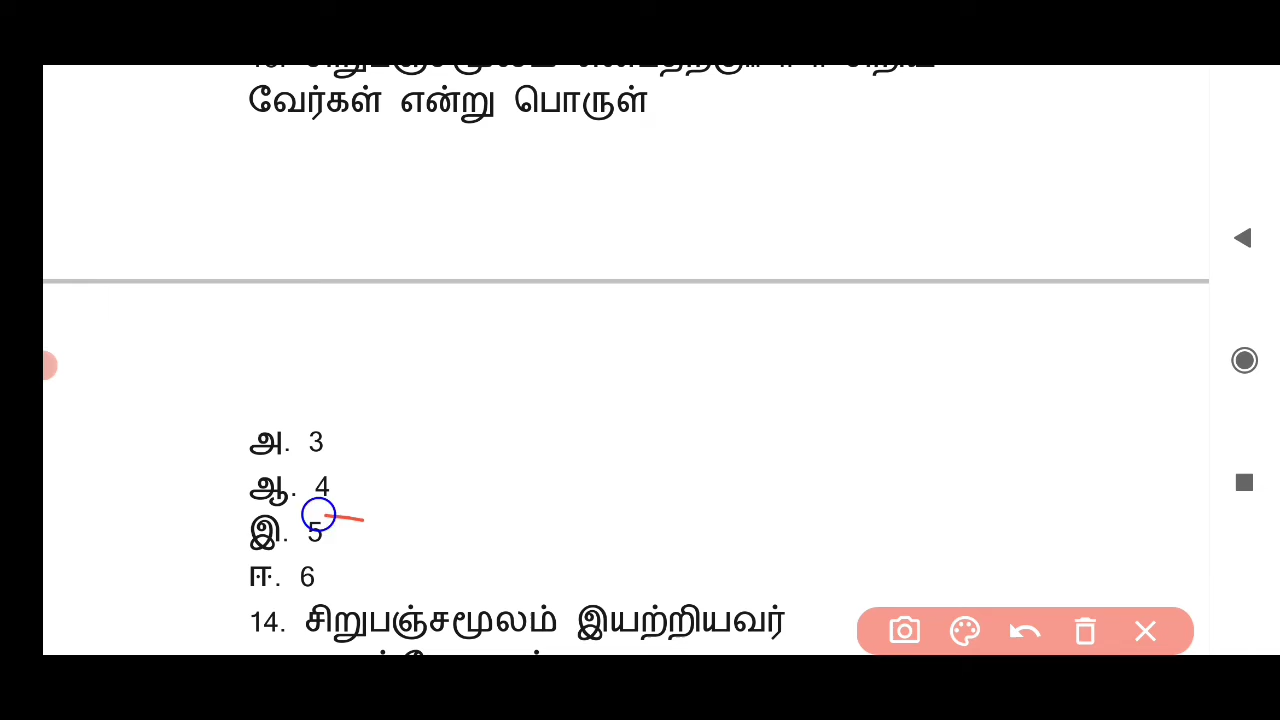 வேர்கள் என்று பொருள்
அ. 3
ஆ. 4
இ. 5
ஈ. 6
14. சிறுபஞ்சமூலம் இயற்றியவர்